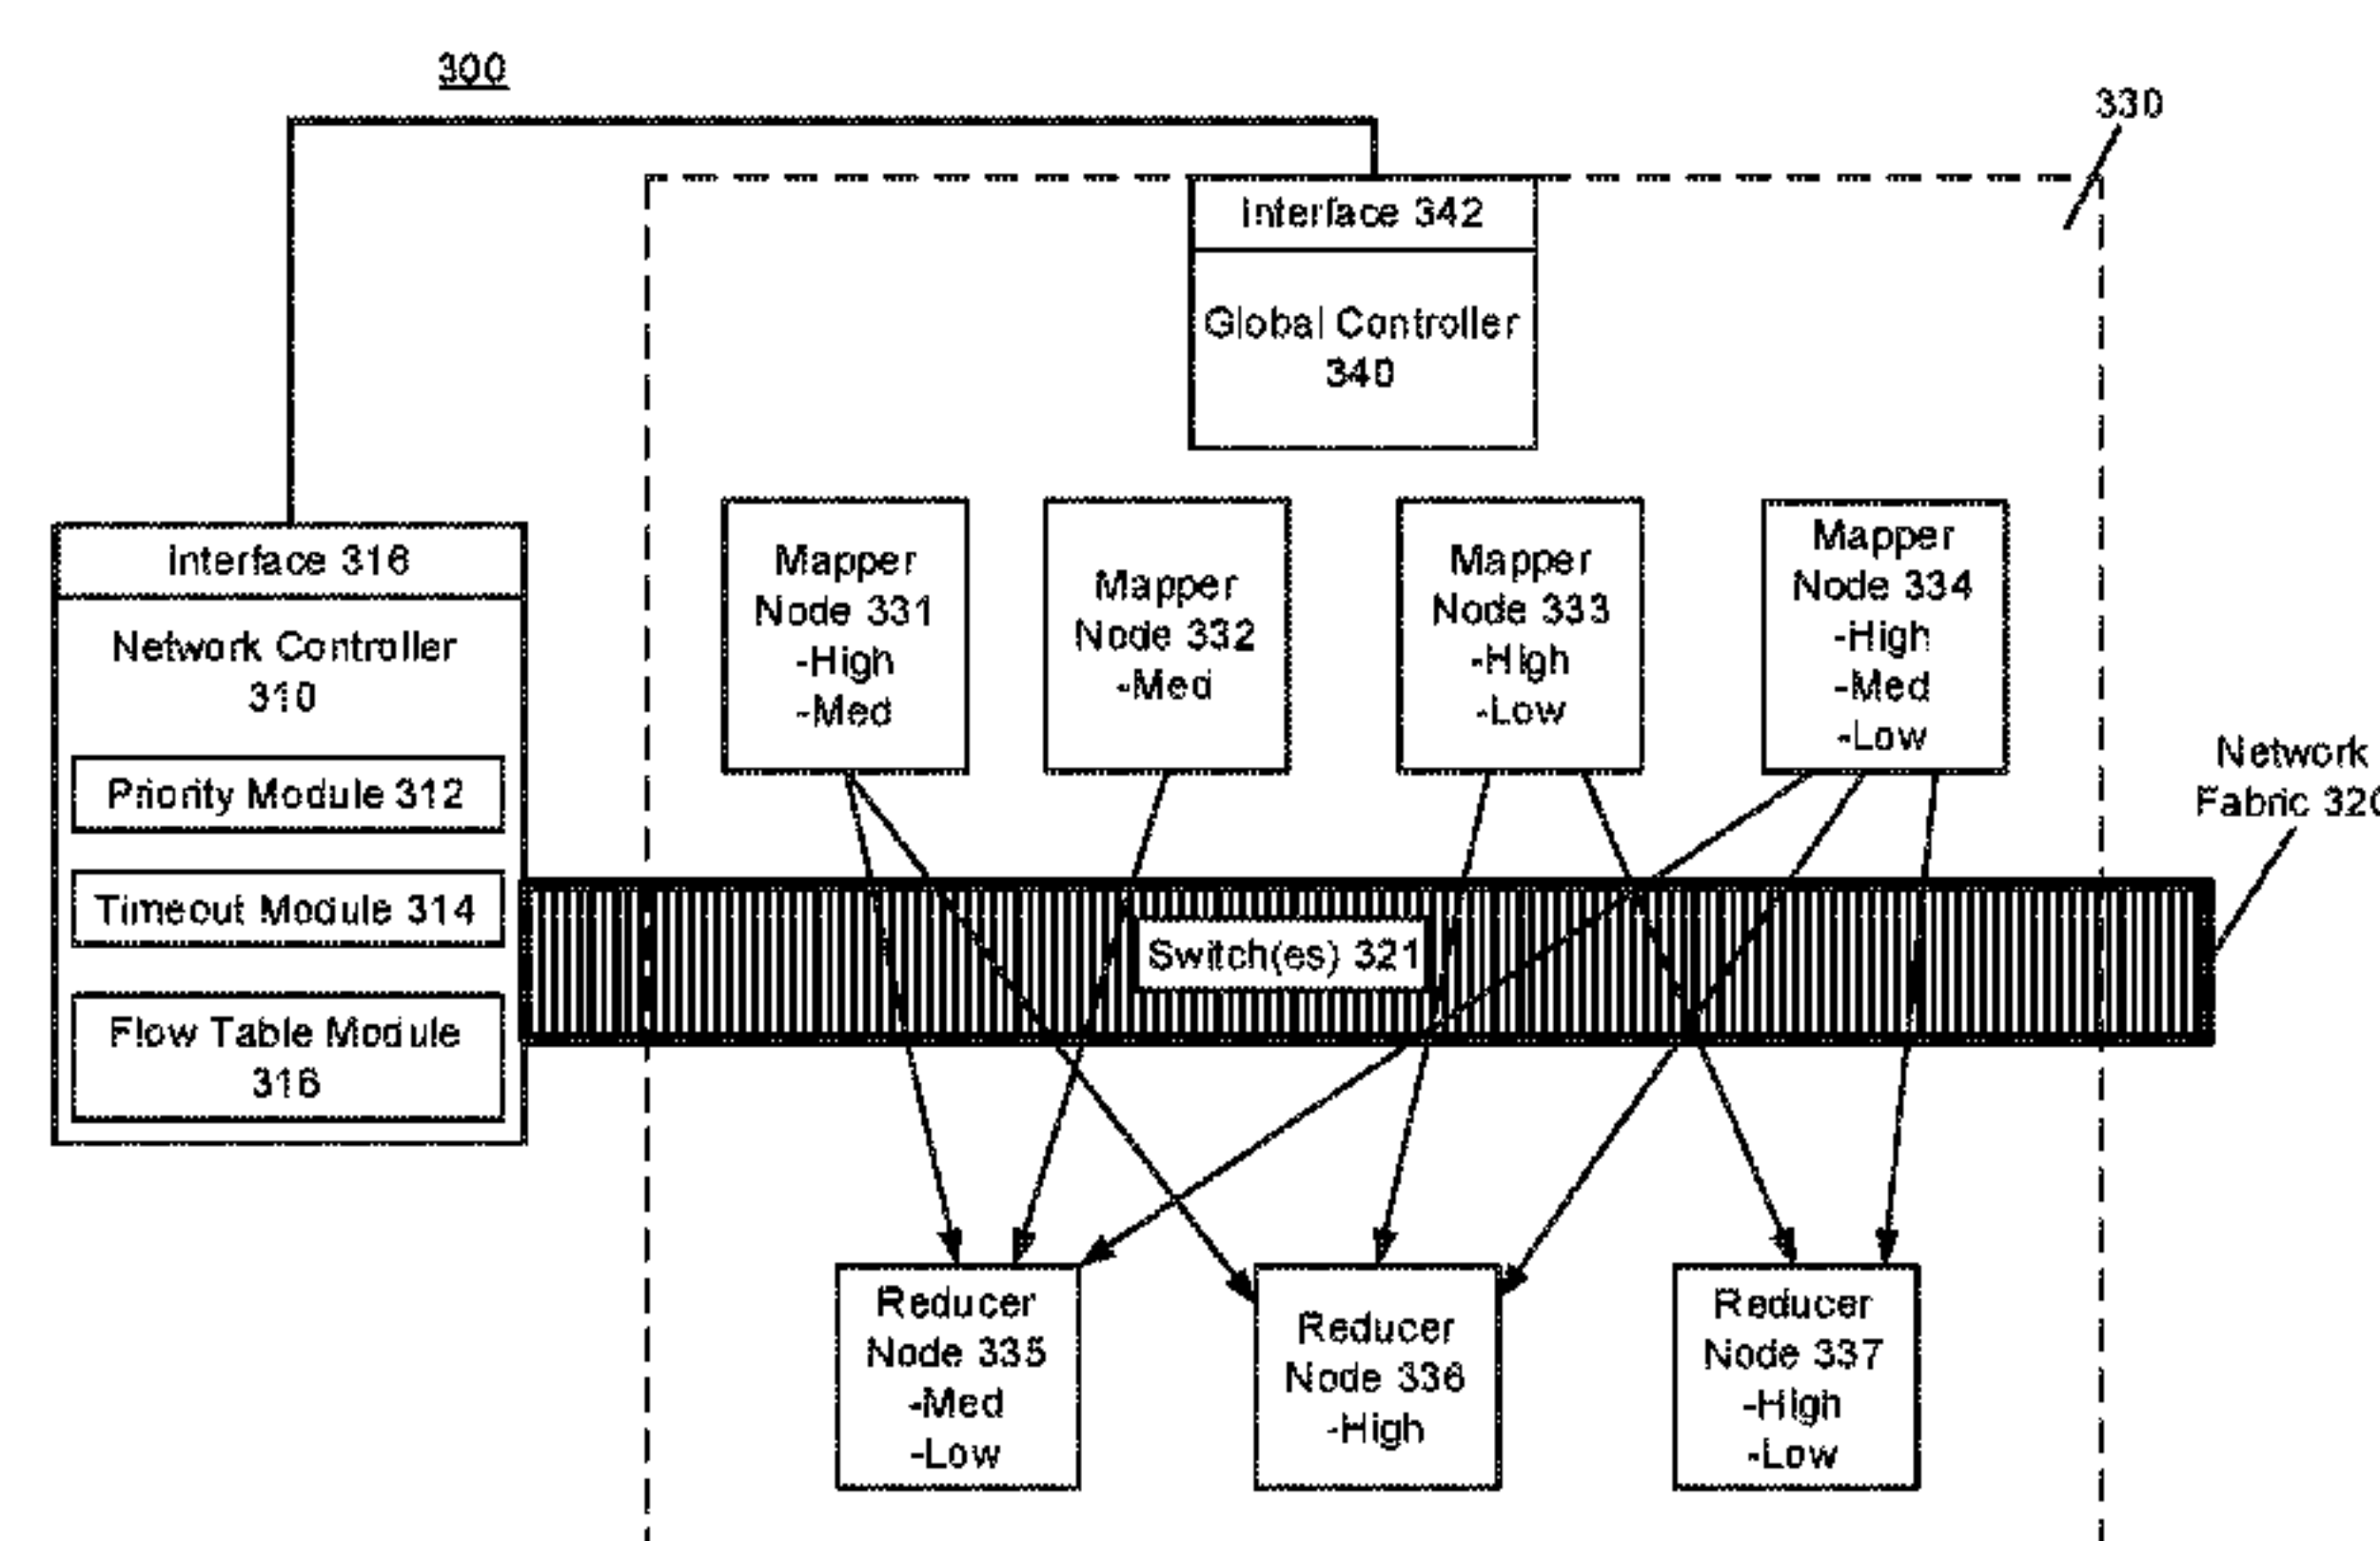 300
330
Interface 342
Global Controller
340
Interface 316
Network Controller
310
Priority Module 312
Timeout Module 314
Flow Table Module
316
Mapper
Node 331
-High
-Med
Mapper
Node 332
-Med
Mapper
Node 333
-High
-Low
Mapper
Node 334
-High
-Med
-Low
Network
Fabric 320
Switch(es) 321
Reducer
Node 335
-Med
-Low
Reducer
Node 336
-High
Reducer
Node 337
-High
-Low